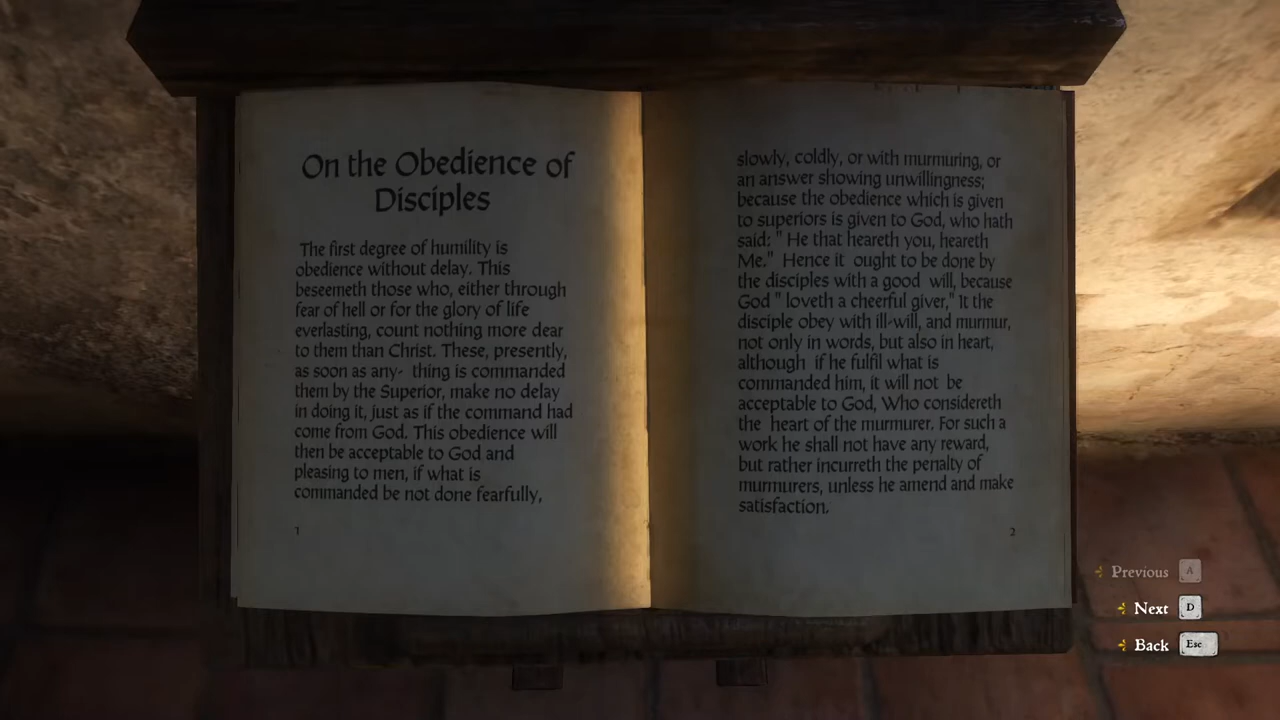 On the Obedience of
Disciples
The first degree of humility is
obedience without delay. This
beseemeth those who, either through
fear of hell or for the glory of life
everlasting, count nothing more dear
to them than Christ. These, presently,
as soon as any- thing is commanded
them by the Superior, make no delay
in doing it, just as if the command had
come from God. This obedience will
then be acceptable to God and
pleasing to men, if what is
commanded be not done fearfully,
1
slowly, coldly, or with murmuring, or
an answer showing unwillingness;
because the obedience which is given
to superiors is given to God, who hath
said: " He that heareth you, heareth
Me." Hence it ought to be done by
the disciples with a good will, because
God " loveth a cheerful giver," It the
disciple obey with ill-will, and murmur,
not only in words, but also in heart,
although if he fulfil what is
commanded him, it will not be
acceptable to God, Who considereth
the heart of the murmurer. For such a
work he shall not have any reward,
but rather incurreth the penalty of
murmurers, unless he amend and make
satisfaction.
2
Previous A
Next D
Back Esc